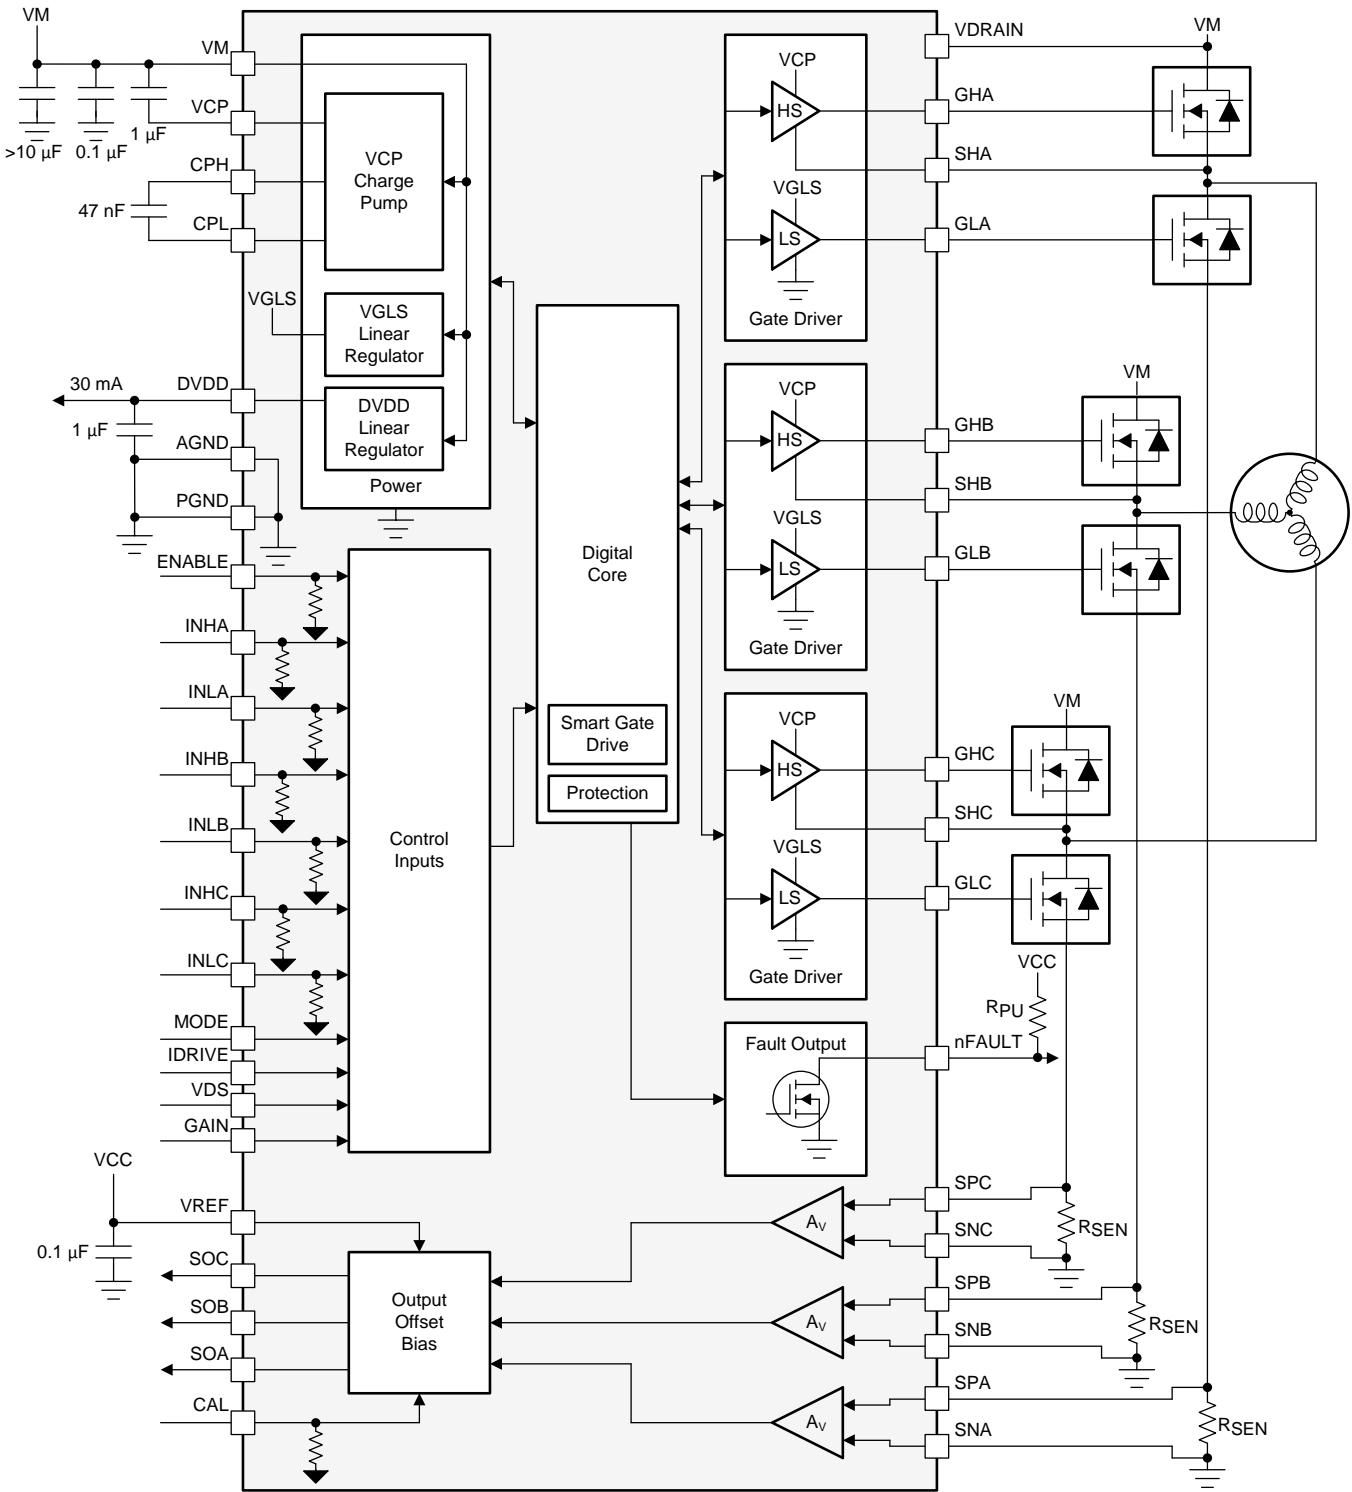 VM
VM
>10 µF
0.1 µF
1 µF
VCP
CPH
47 nF
CPL
VCP
Charge
Pump
VGLS
VGLS
Linear
Regulator
30 mA
DVDD
1 µF
DVDD
Linear
Regulator
AGND
PGND
Power
ENABLE
INHA
INLA
INHB
INLB
INHC
INLC
MODE
IDRIVE
VDS
GAIN
Control
Inputs
Digital
Core
Smart Gate
Drive
Protection
VCP
HS
VGLS
LS
Gate Driver
VCP
HS
VGLS
LS
Gate Driver
VCP
HS
VGLS
LS
Gate Driver
Fault Output
VDRAIN
VM
GHA
SHA
GLA
VM
GHB
SHB
GLB
VM
GHC
SHC
GLC
VCC
RPU
nFAULT
VCC
VREF
0.1 µF
SOC
SOB
SOA
CAL
Output
Offset
Bias
AV
AV
AV
SPC
SNC
RSEN
SPB
SNB
RSEN
SPA
SNA
RSEN